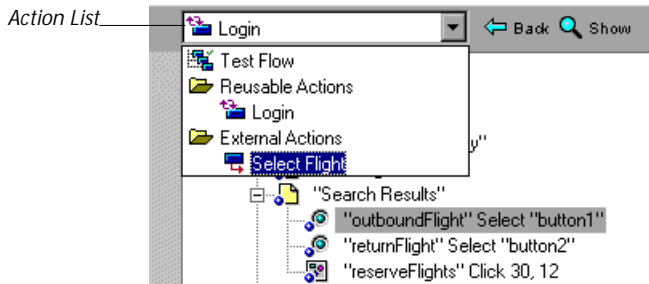 Action List
Login
Back Show
Test Flow
Reusable Actions
Login
External Actions
y"
Select Flight
"Search Results"
"outboundFlight" Select "button1"
"returnFlight" Select "button2"
"reserveFlights" Click 30, 12